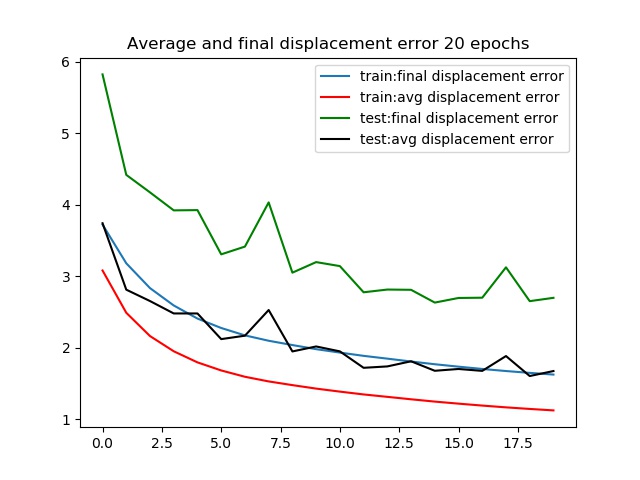 Average and final displacement error 20 epochs
train:final displacement error
train:avg displacement error
test:final displacement error
test:avg displacement error
6
5
4
3
2
1
0.0 2.5 5.0 7.5 10.0 12.5 15.0 17.5